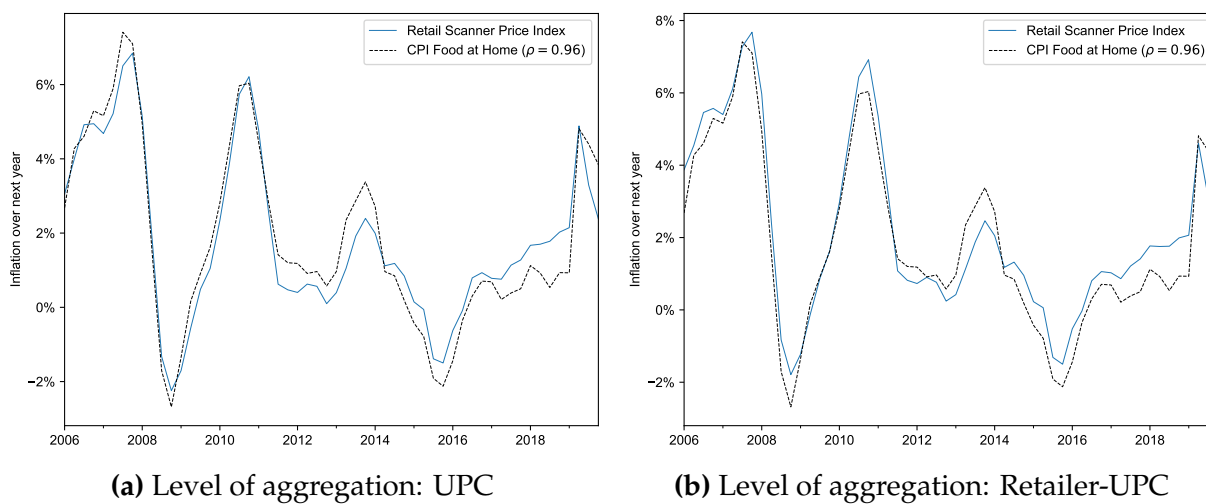 Retail Scanner Price Index
CPI Food at Home (ρ = 0.96)
Inflation over next year
6%
4%
2%
0%
−2%
2006 2008 2010 2012 2014 2016 2018
(a) Level of aggregation: UPC
Retail Scanner Price Index
CPI Food at Home (ρ = 0.96)
Inflation over next year
8%
6%
4%
2%
0%
−2%
2006 2008 2010 2012 2014 2016 2018
(b) Level of aggregation: Retailer-UPC